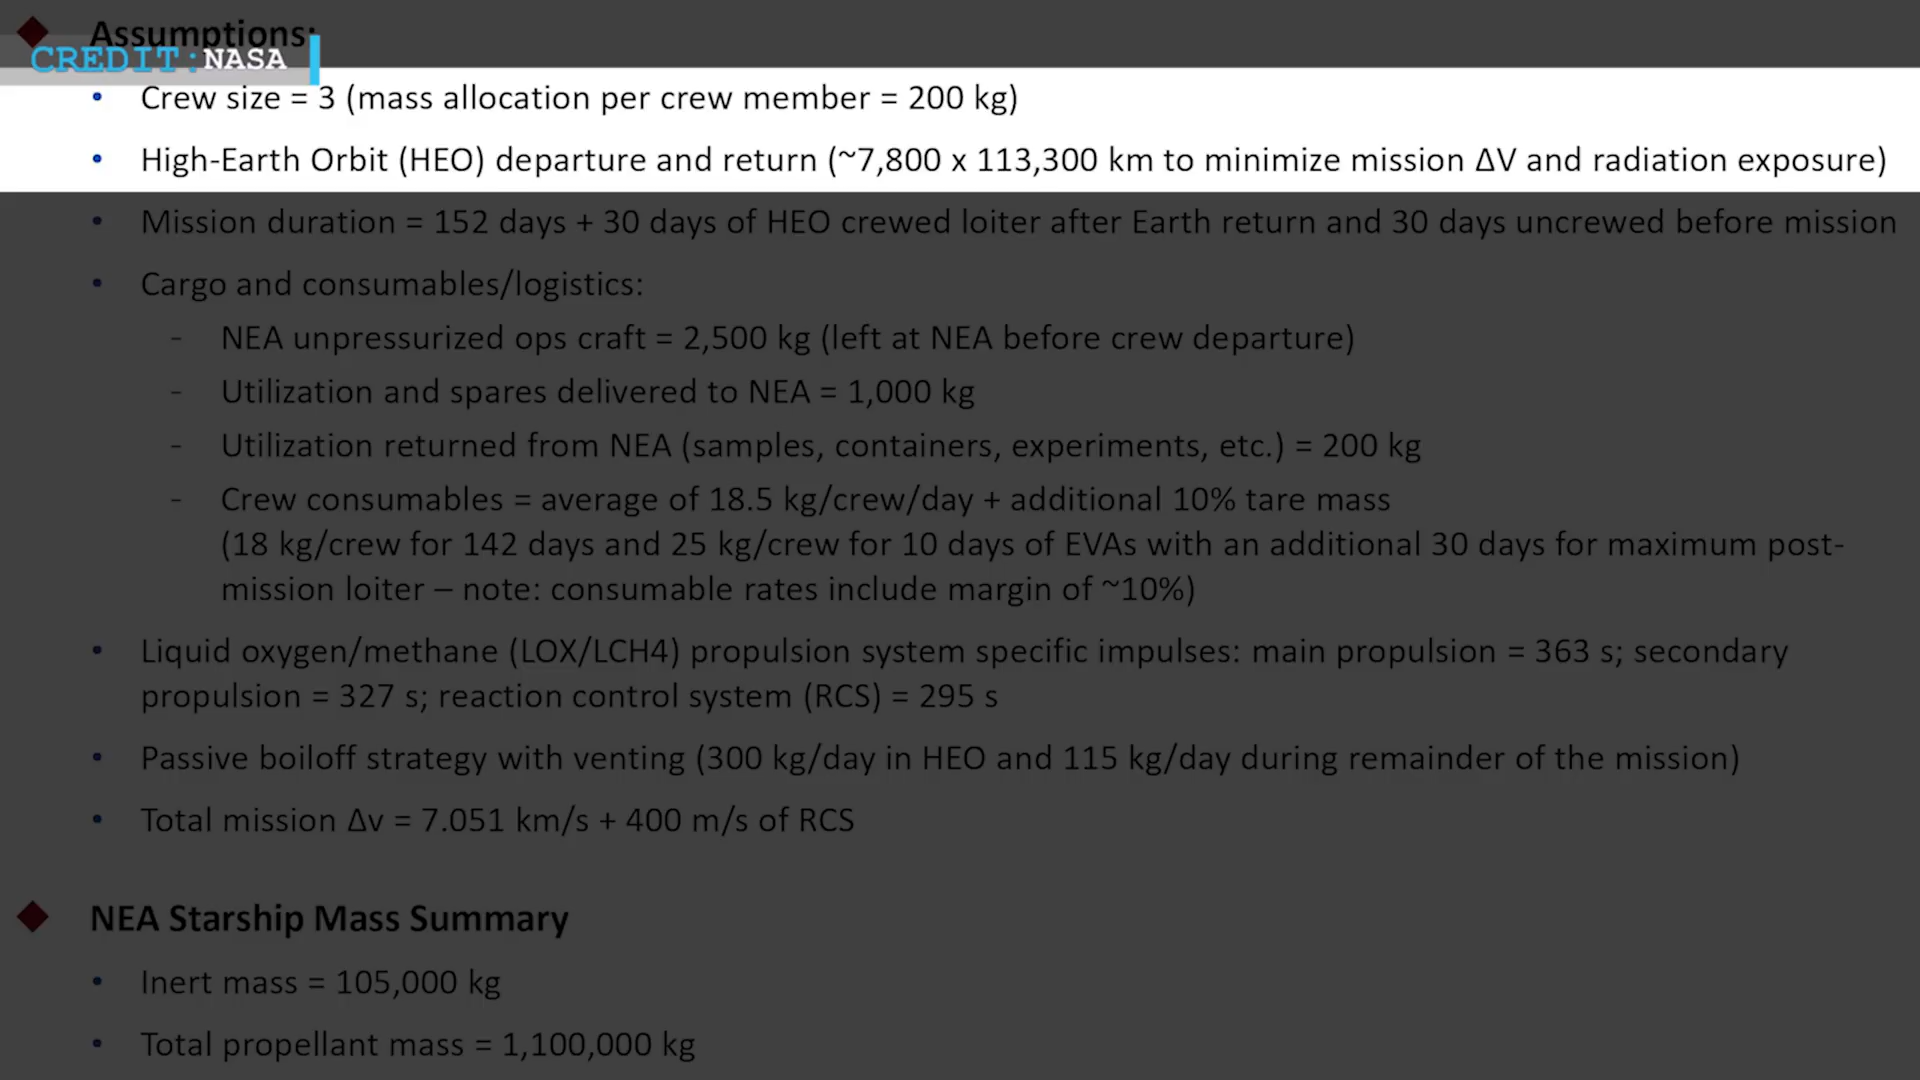 Assumptions:
CREDIT:NASA
• Crew size = 3 (mass allocation per crew member = 200 kg)
• High-Earth Orbit (HEO) departure and return (~7,800 x 113,300 km to minimize mission ΔV and radiation exposure)
• Mission duration = 152 days + 30 days of HEO crewed loiter after Earth return and 30 days uncrewed before mission
• Cargo and consumables/logistics:
- NEA unpressurized ops craft = 2,500 kg (left at NEA before crew departure)
- Utilization and spares delivered to NEA = 1,000 kg
- Utilization returned from NEA (samples, containers, experiments, etc.) = 200 kg
- Crew consumables = average of 18.5 kg/crew/day + additional 10% tare mass
(18 kg/crew for 142 days and 25 kg/crew for 10 days of EVAs with an additional 30 days for maximum post-
mission loiter – note: consumable rates include margin of ~10%)
• Liquid oxygen/methane (LOX/LCH4) propulsion system specific impulses: main propulsion = 363 s; secondary
propulsion = 327 s; reaction control system (RCS) = 295 s
• Passive boiloff strategy with venting (300 kg/day in HEO and 115 kg/day during remainder of the mission)
• Total mission Δv = 7.051 km/s + 400 m/s of RCS
NEA Starship Mass Summary
• Inert mass = 105,000 kg
• Total propellant mass = 1,100,000 kg